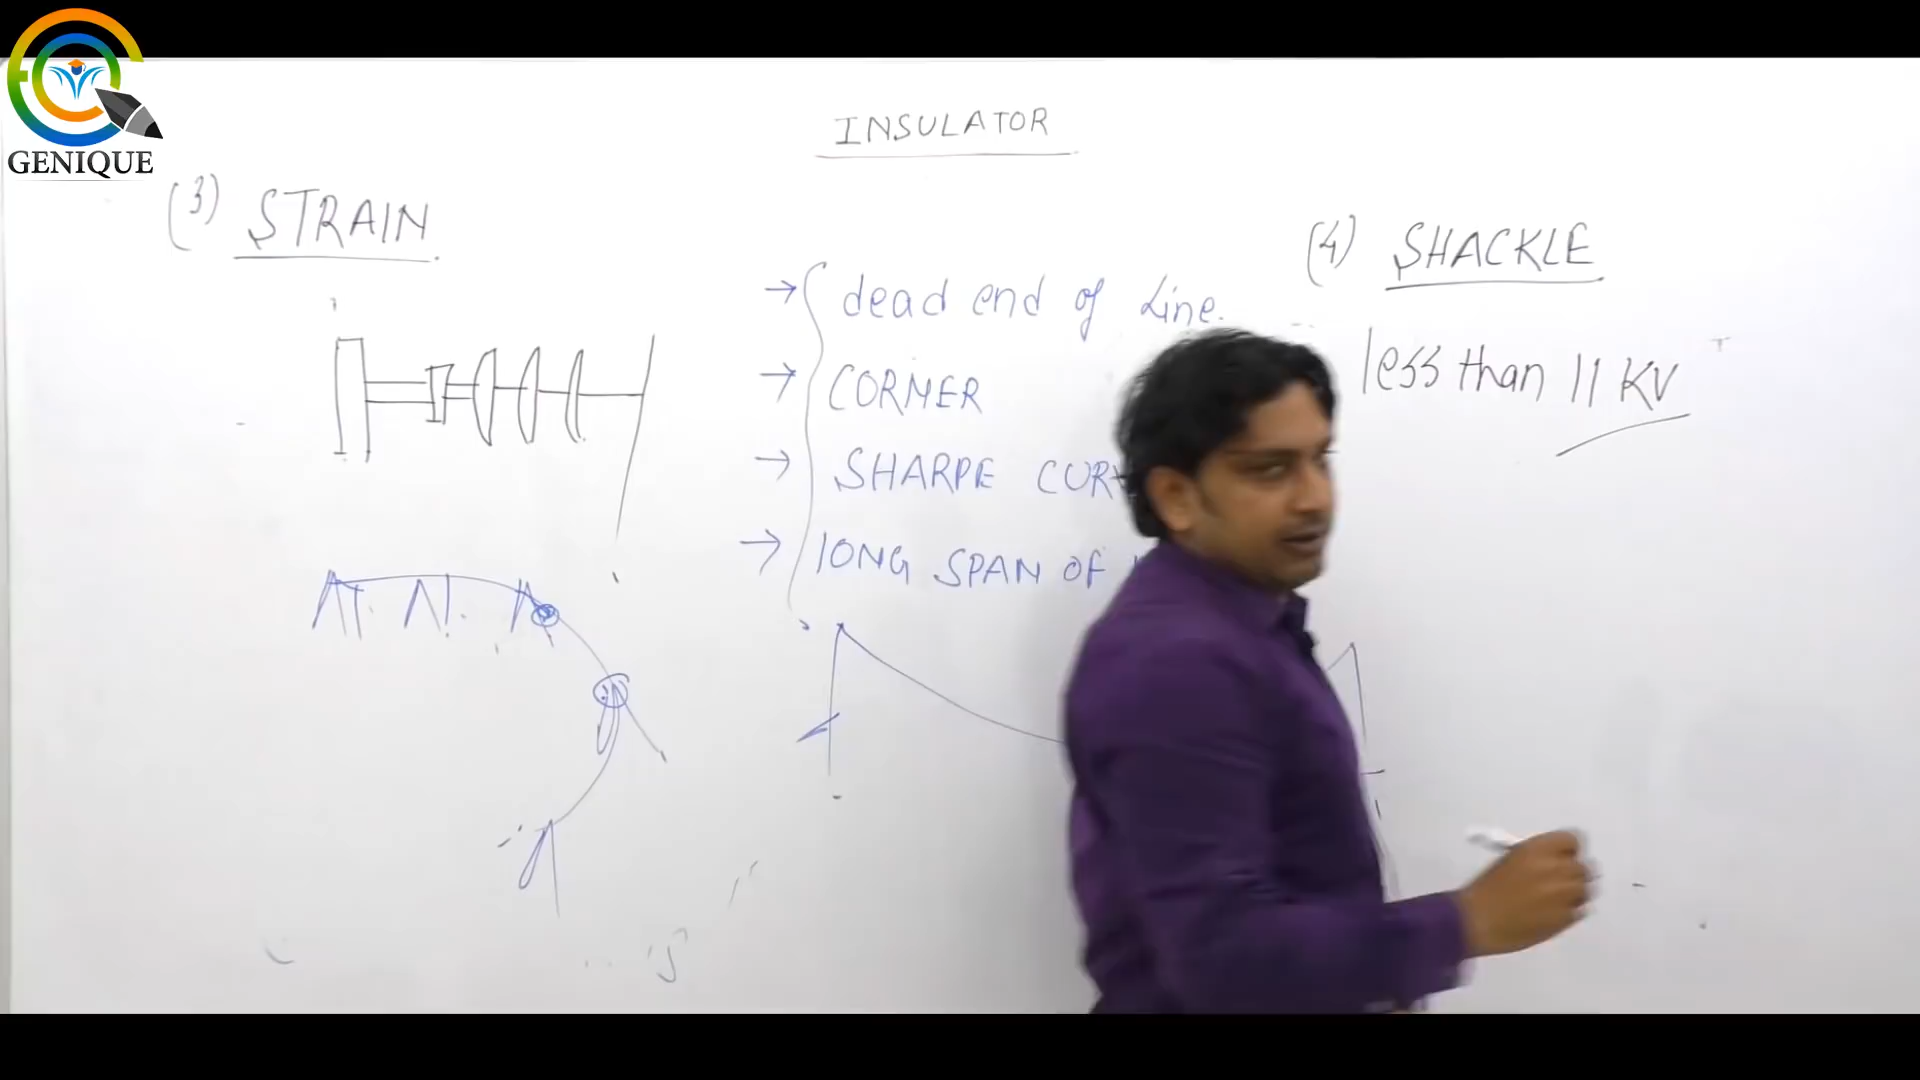 GENIQUE
INSULATOR
(3) STRAIN
→ dead end of Line.
→ CORNER
→ SHARPE
→ LONG SPAN OF
(4) SHACKLE
less than 11 KV